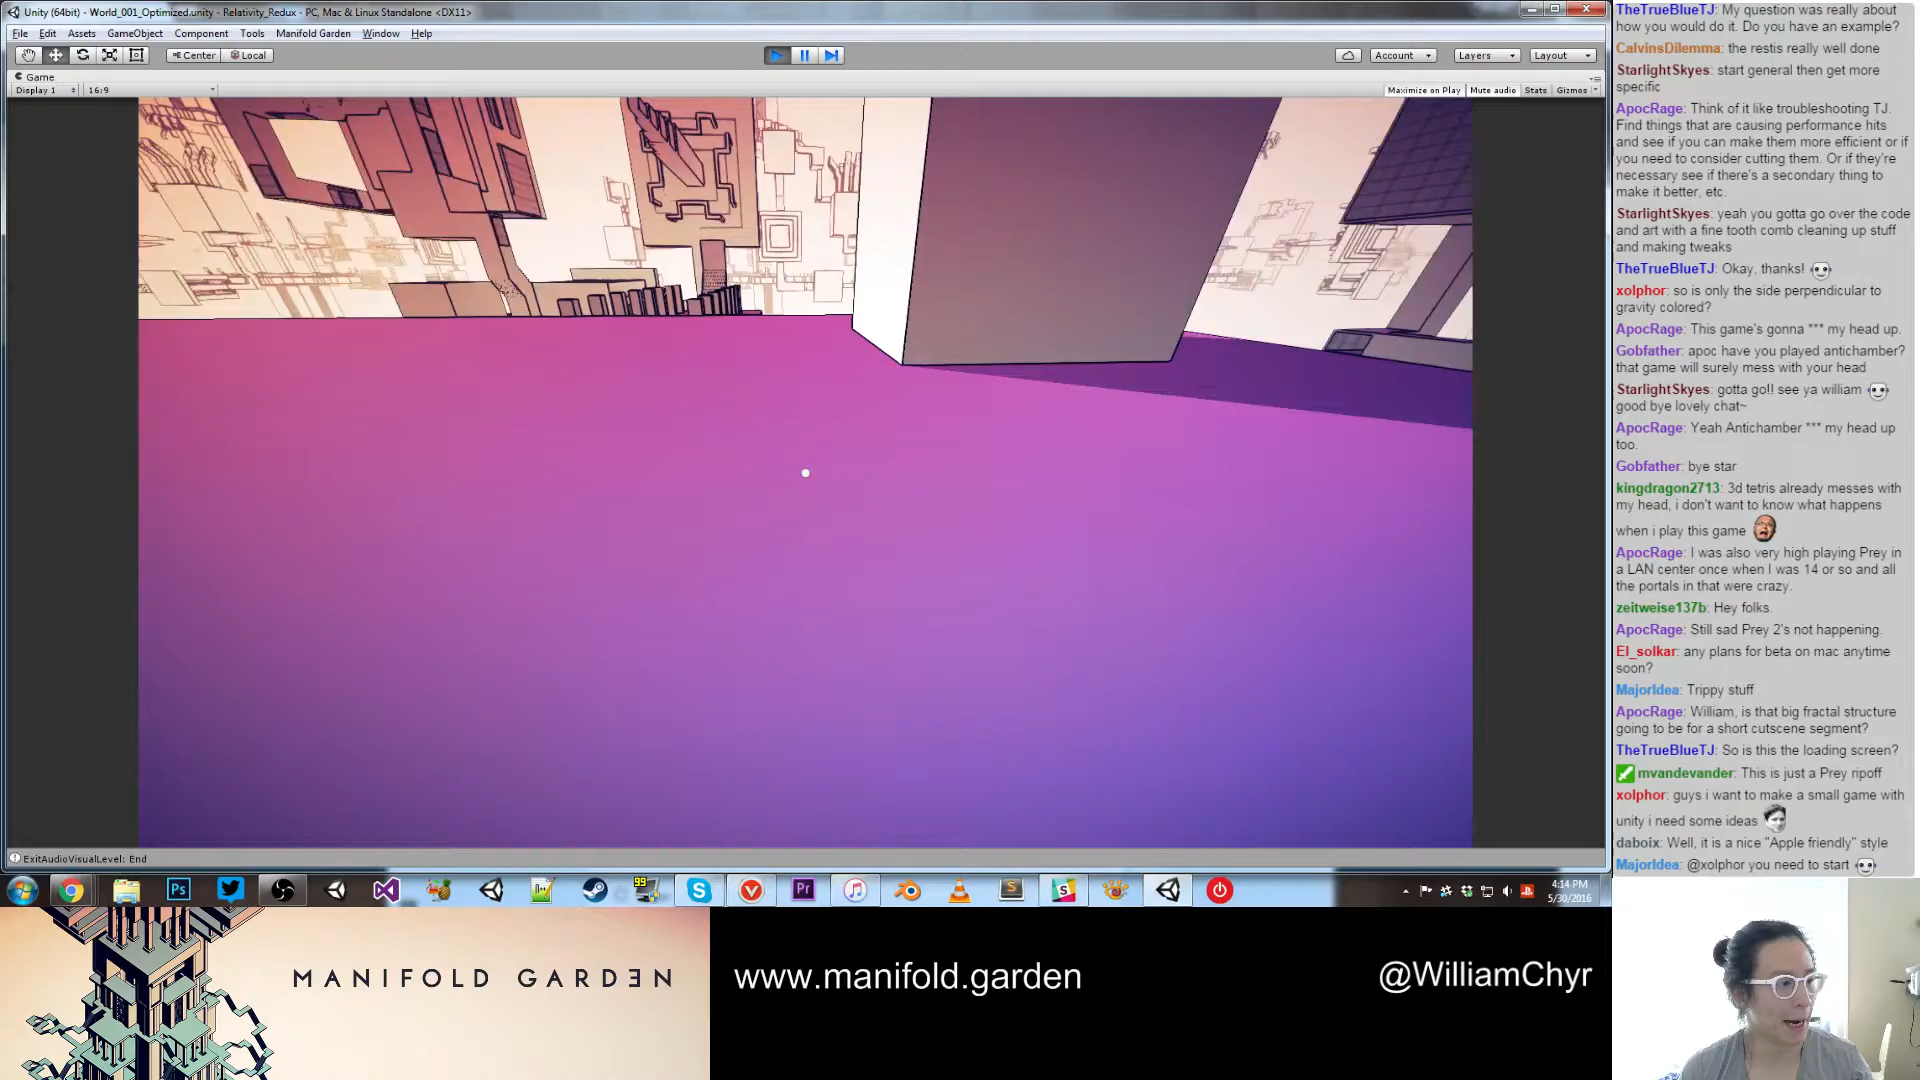 Unity (64bit) - World_001_Optimized.unity - Relativity_Redux - PC, Mac & Linux Standalone <DX11>
File Edit Assets GameObject Component Tools Manifold Garden Window Help
Center Local Account Layers Layout
Game
Display 1 16:9 Maximize on Play Mute audio Stats Gizmos
TheTrueBlueTJ: My question was really about
how you would do it. Do you have an example?
CalvinsDilemma: the restis really well done
StarlightSkyes: start general then get more
specific
ApocRage: Think of it like troubleshooting TJ.
Find things that are causing performance hits
and see if you can make them more efficient or if
you need to consider cutting them. Or if they're
necessary see if there's a secondary thing to
make it better, etc.
StarlightSkyes: yeah you gotta go over the code
and art with a fine tooth comb cleaning up stuff
and making tweaks
TheTrueBlueTJ: Okay, thanks!
xolphor: so is only the side perpendicular to
gravity colored?
ApocRage: This game's gonna *** my head up.
Gobfather: apoc have you played antichamber?
that game will surely mess with your head
StarlightSkyes: gotta go!! see ya william
good bye lovely chat~
ApocRage: Yeah Antichamber *** my head up
too.
Gobfather: bye star
kingdragon2713: 3d tetris already messes with
my head, i don't want to know what happens
when i play this game
ApocRage: I was also very high playing Prey in
a LAN center once when I was 14 or so and all
the portals in that were crazy.
zeitweise137b: Hey folks.
ApocRage: Still sad Prey 2's not happening.
El_solkar: any plans for beta on mac anytime
soon?
MajorIdea: Trippy stuff
ApocRage: William, is that big fractal structure
going to be for a short cutscene segment?
TheTrueBlueTJ: So is this the loading screen?
mvandevander: This is just a Prey ripoff
xolphor: guys i want to make a small game with
unity i need some ideas
daboix: Well, it is a nice "Apple friendly" style
MajorIdea: @xolphor you need to start
ExitAudioVisualLevel: End
Ps
99
Pr
S
4:14 PM
5/30/2016
MANIFOLD GARDEN
www.manifold.garden
@WilliamChyr